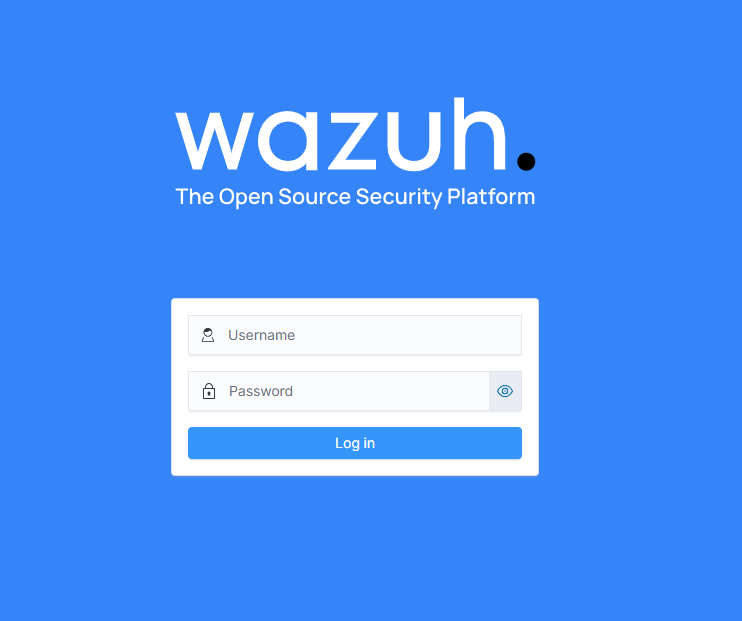 wazuh.
The Open Source Security Platform
Username
Password
Log in